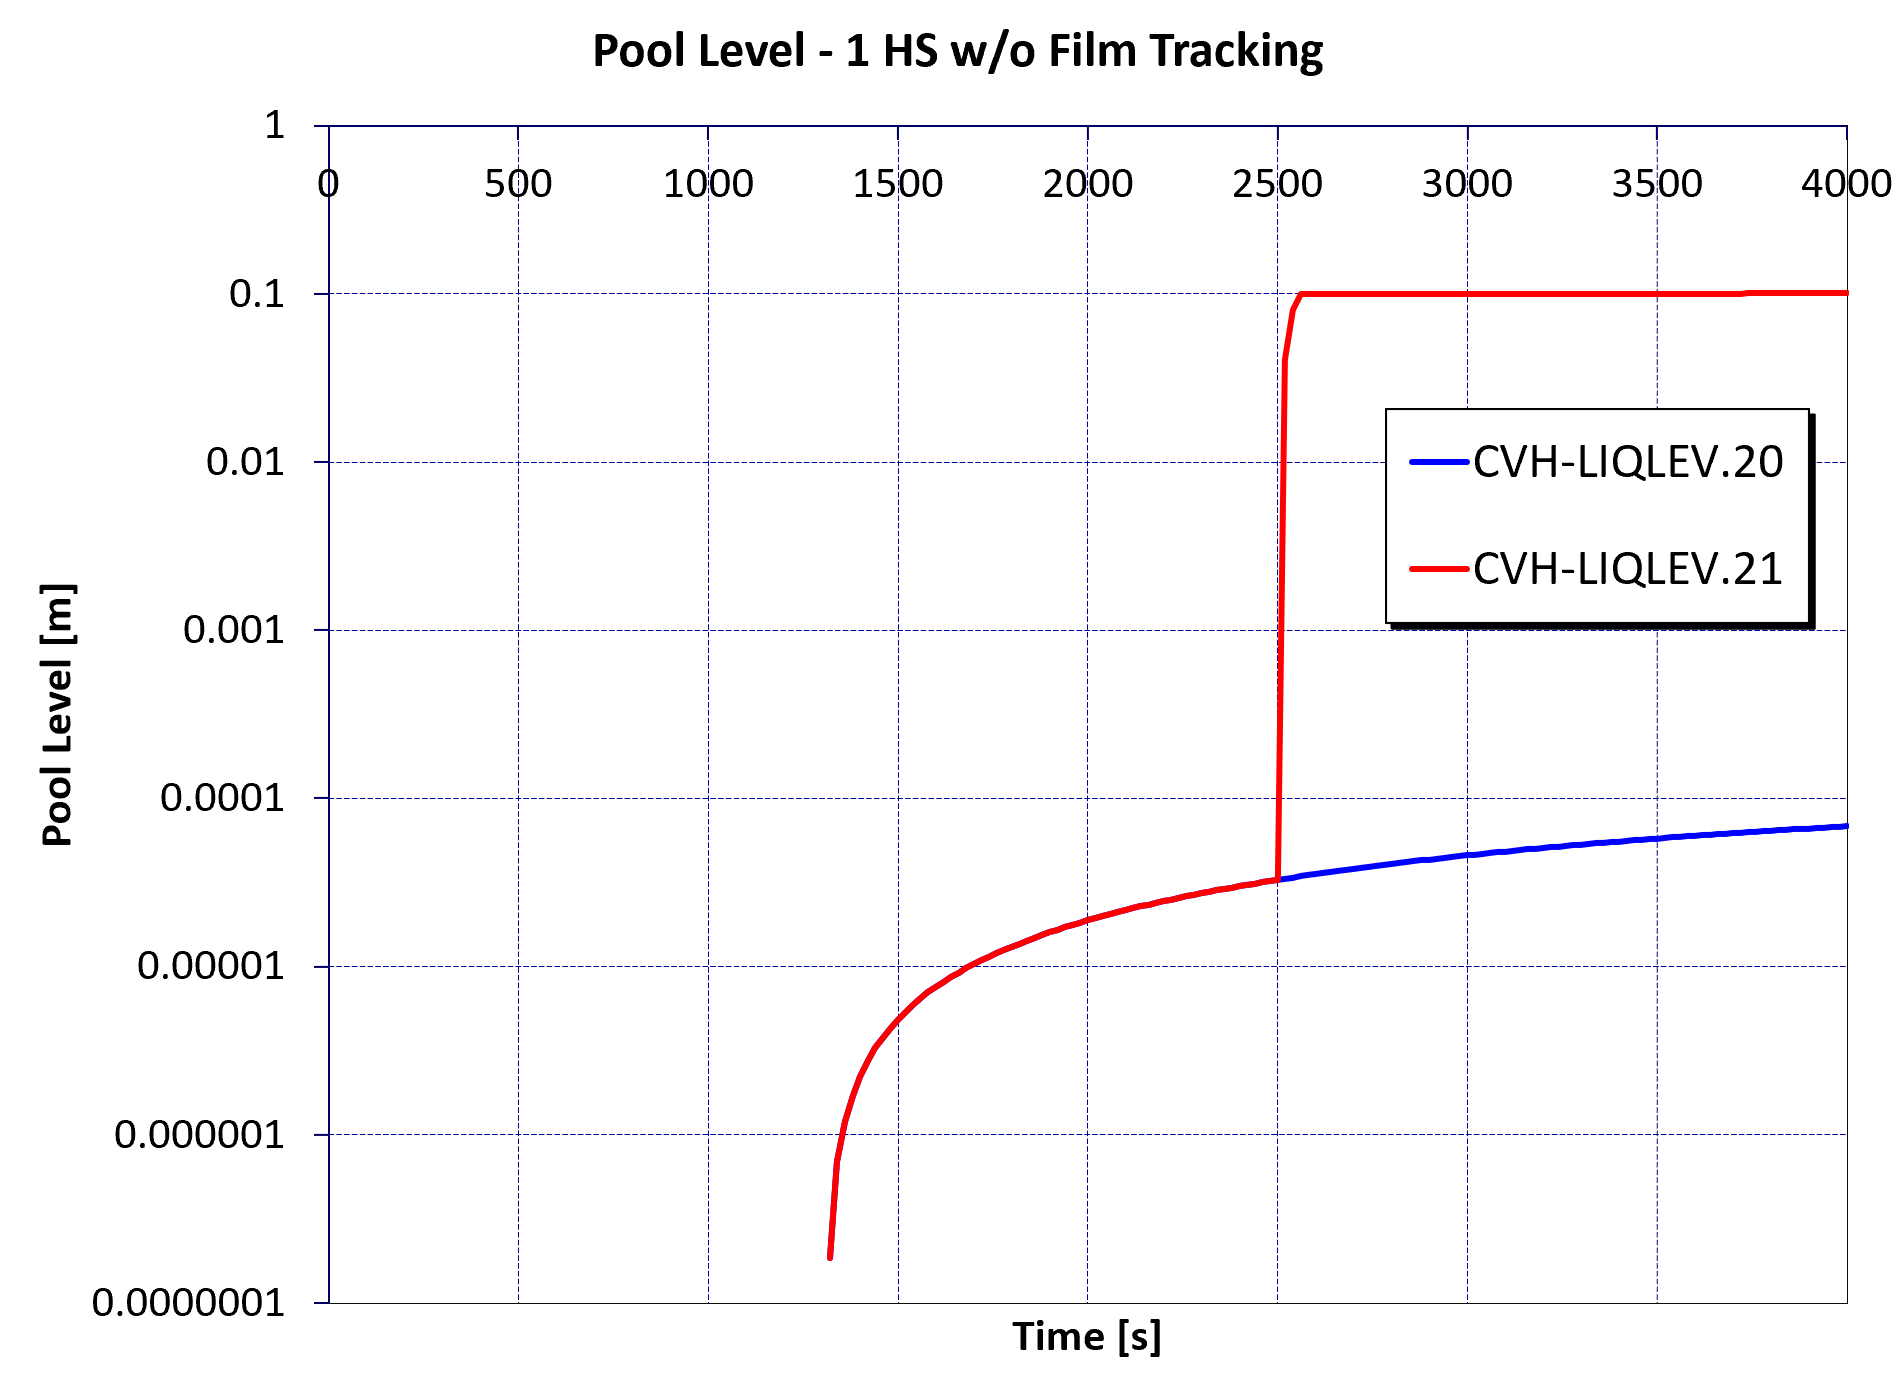 Pool Level - 1 HS w/o Film Tracking
1
0 500 1000 1500 2000 2500 3000 3500 4000
0.1
0.01
CVH-LIQLEV.20
CVH-LIQLEV.21
0.001
Pool Level [m]
0.0001
0.00001
0.000001
0.0000001
Time [s]